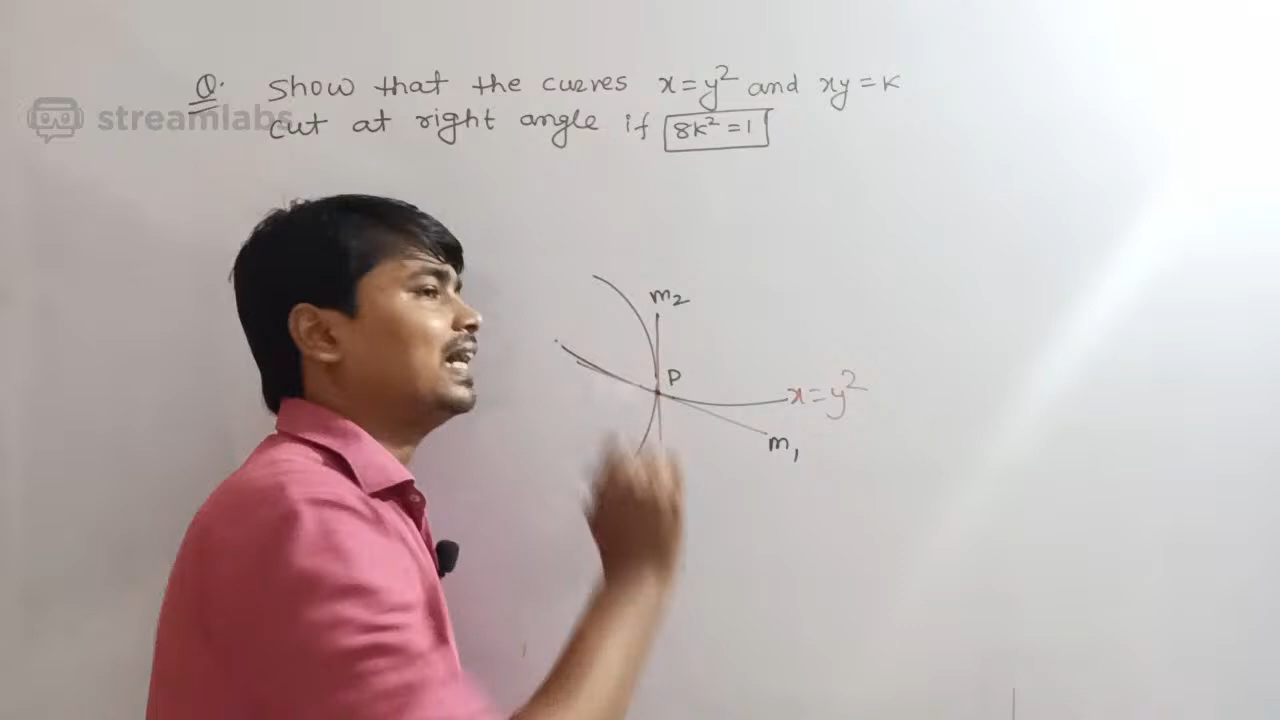 Q. Show that the curves x=y² and xy=k
streamlabs
cut at right angle if 8k²=1
m₂
P
x=y²
m₁